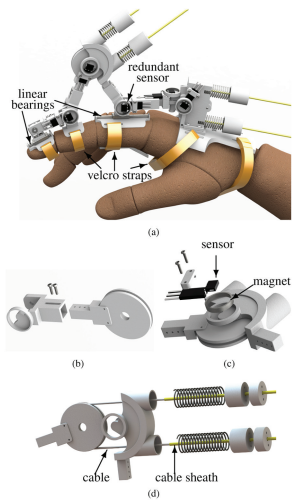 redundant
sensor
linear
bearings
velcro straps
(a)
sensor
magnet
(b)
(c)
cable
cable sheath
(d)